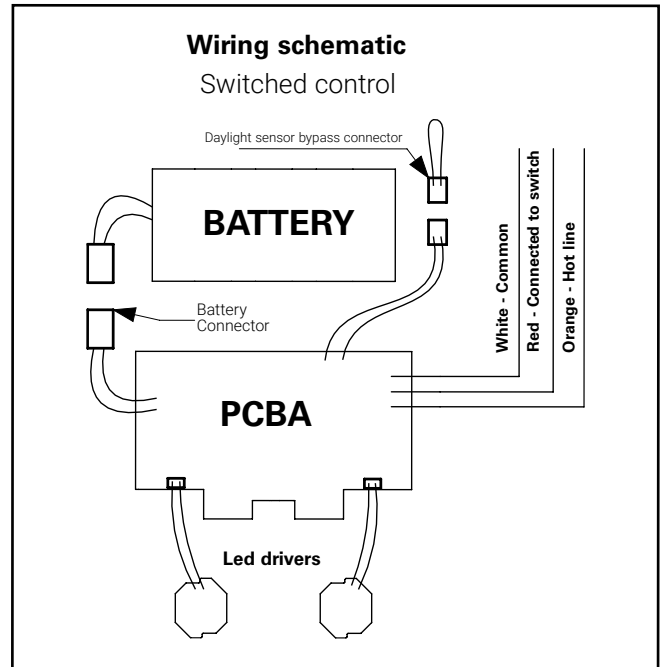 Wiring schematic
Switched control
Daylight sensor bypass connector
BATTERY
Battery
Connector
White - Common
Red - Connected to switch
Orange - Hot line
PCBA
Led drivers